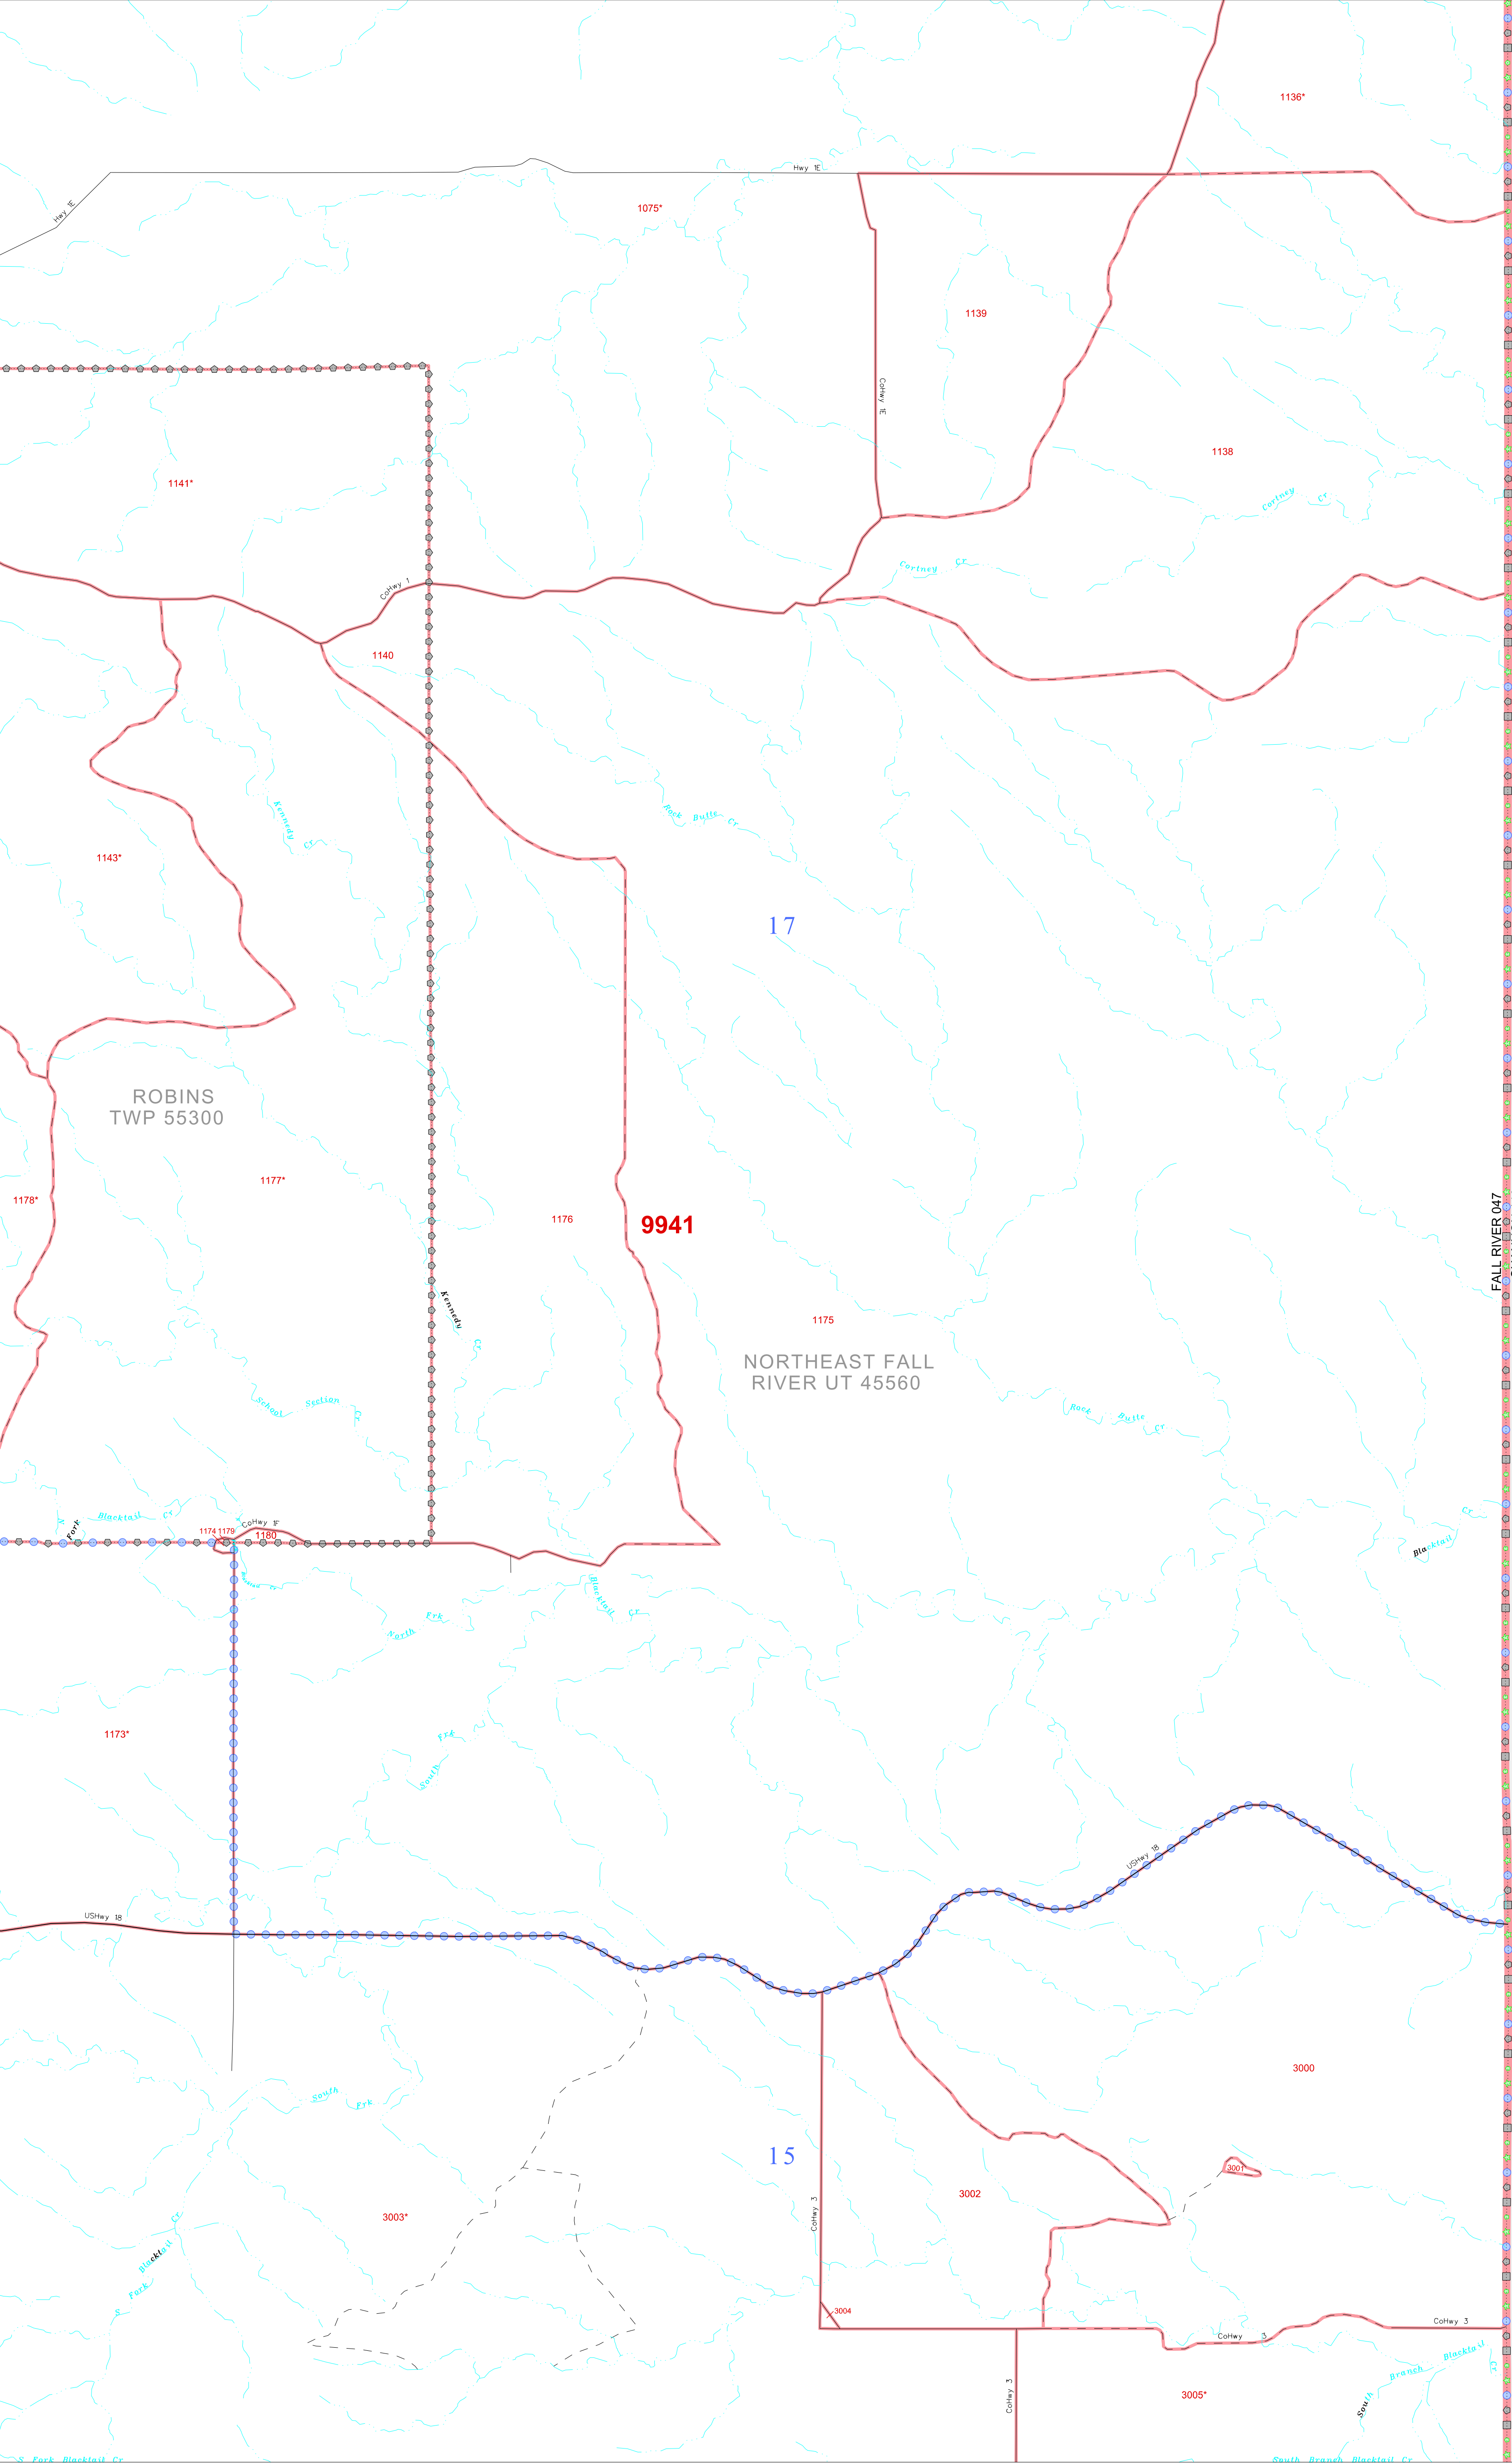 1136*
Hwy 1E
Hwy 1E
1075*
1139
CoHwy 1E
1138
1141*
Cortney Cr
Cortney Cr
CoHwy 1
1140
Kennedy Cr
Rock Butte Cr
1143*
17
ROBINS
TWP 55300
1177*
1178*
1176
9941
FALL RIVER 047
Kennedy Cr
1175
NORTHEAST FALL
RIVER UT 45560
School Section Cr
Rock Butte Cr
S Fork Blacktail Cr
1174
1179
CoHwy 1F
1180
Blacktail Cr
Blacktail Cr
North Frk
1173*
South Frk
USHwy 18
USHwy 18
3000
South Frk
15
3001
3002
CoHwy 3
3003*
S Fork Blacktail Cr
3004
CoHwy 3
CoHwy 3
CoHwy 3
South Branch Blacktail Cr
3005*
S Fork Blacktail Cr
South Branch Blacktail Cr